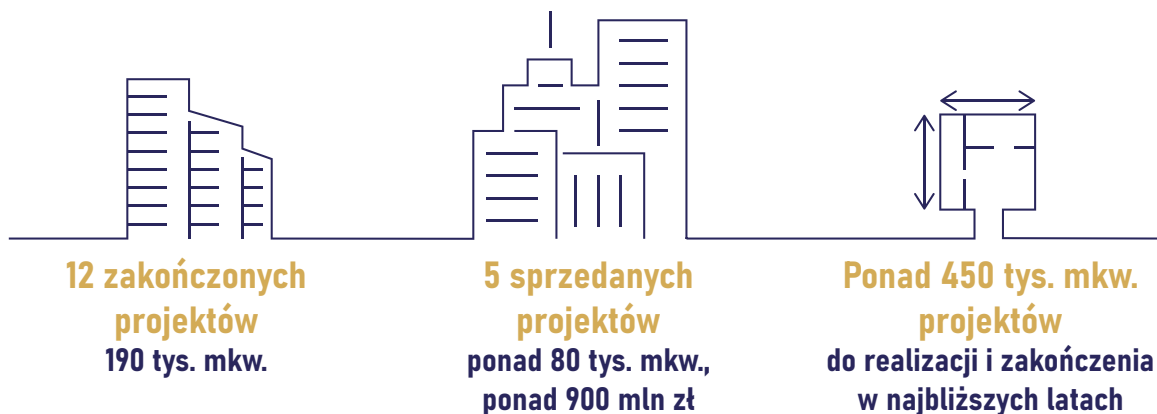 12 zakończonych
projektów
190 tys. mkw.
5 sprzedanych
projektów
ponad 80 tys. mkw.,
ponad 900 mln zł
Ponad 450 tys. mkw.
projektów
do realizacji i zakończenia
w najbliższych latach